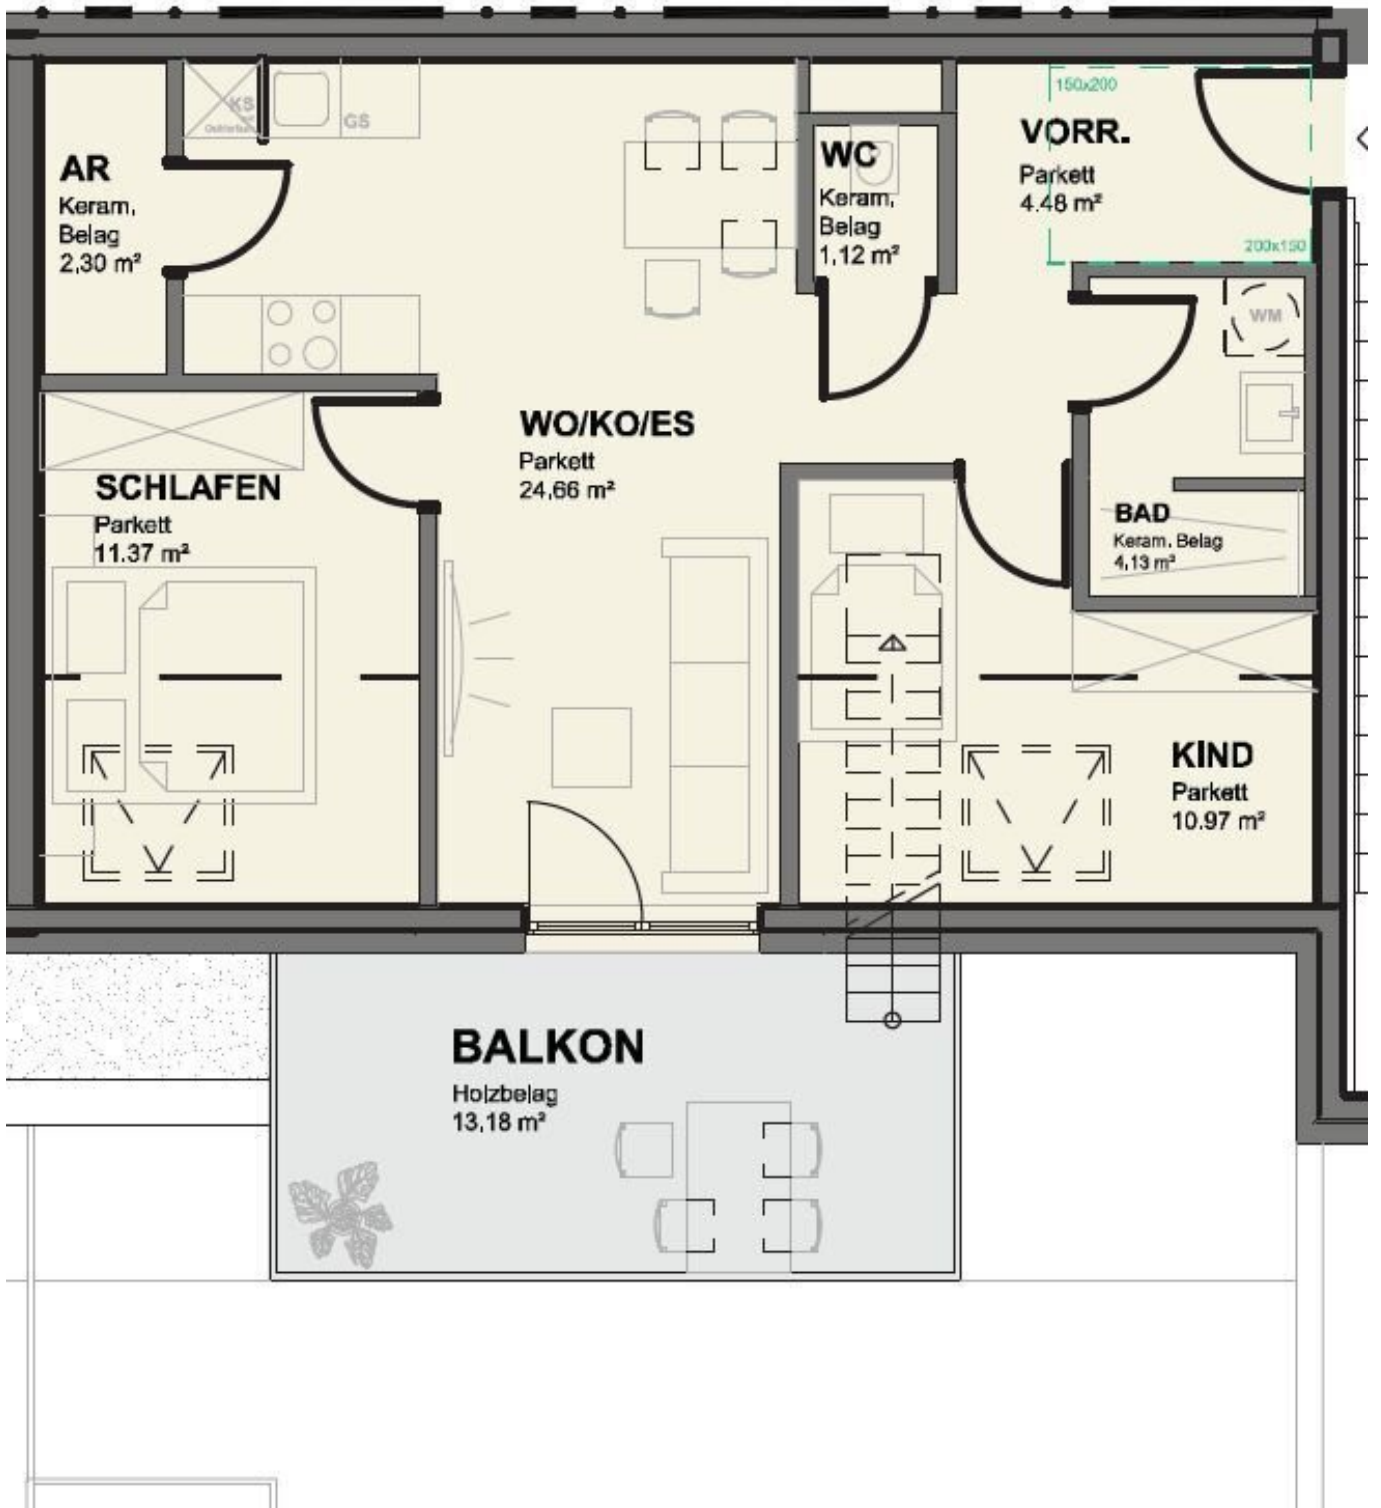 150x200
KS
GS
AR
Keram.
Belag
2,30 m²
WC
Keram.
Belag
1,12 m²
VORR.
Parkett
4.48 m²
200x150
WM
WO/KO/ES
Parkett
24,66 m²
SCHLAFEN
Parkett
11.37 m²
BAD
Keram. Belag
4,13 m²
KIND
Parkett
10.97 m²
BALKON
Holzbelag
13,18 m²